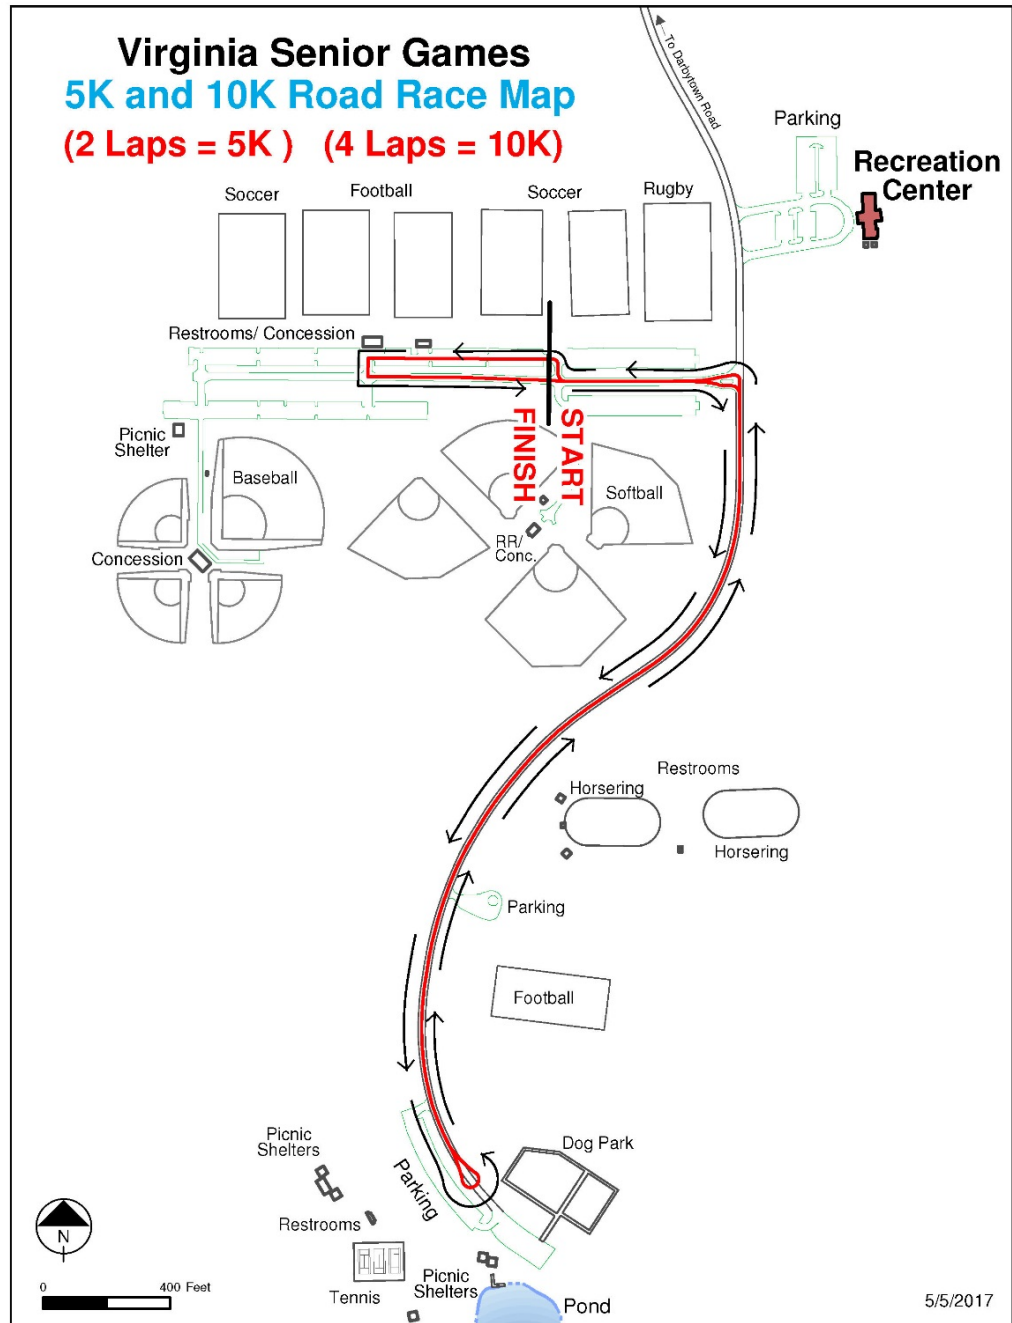 Virginia Senior Games
5K and 10K Road Race Map
(2 Laps = 5K ) (4 Laps = 10K)
To Darbytown Road
Parking
Recreation
Center
Soccer
Football
Soccer
Rugby
Restrooms/ Concession
START
FINISH
Picnic
Shelter
Baseball
Softball
RR/
Conc.
Concession
Restrooms
Horsering
Horsering
Parking
Football
Picnic
Shelters
Dog Park
Parking
Restrooms
Tennis
Picnic
Shelters
Pond
N
0 400 Feet
5/5/2017